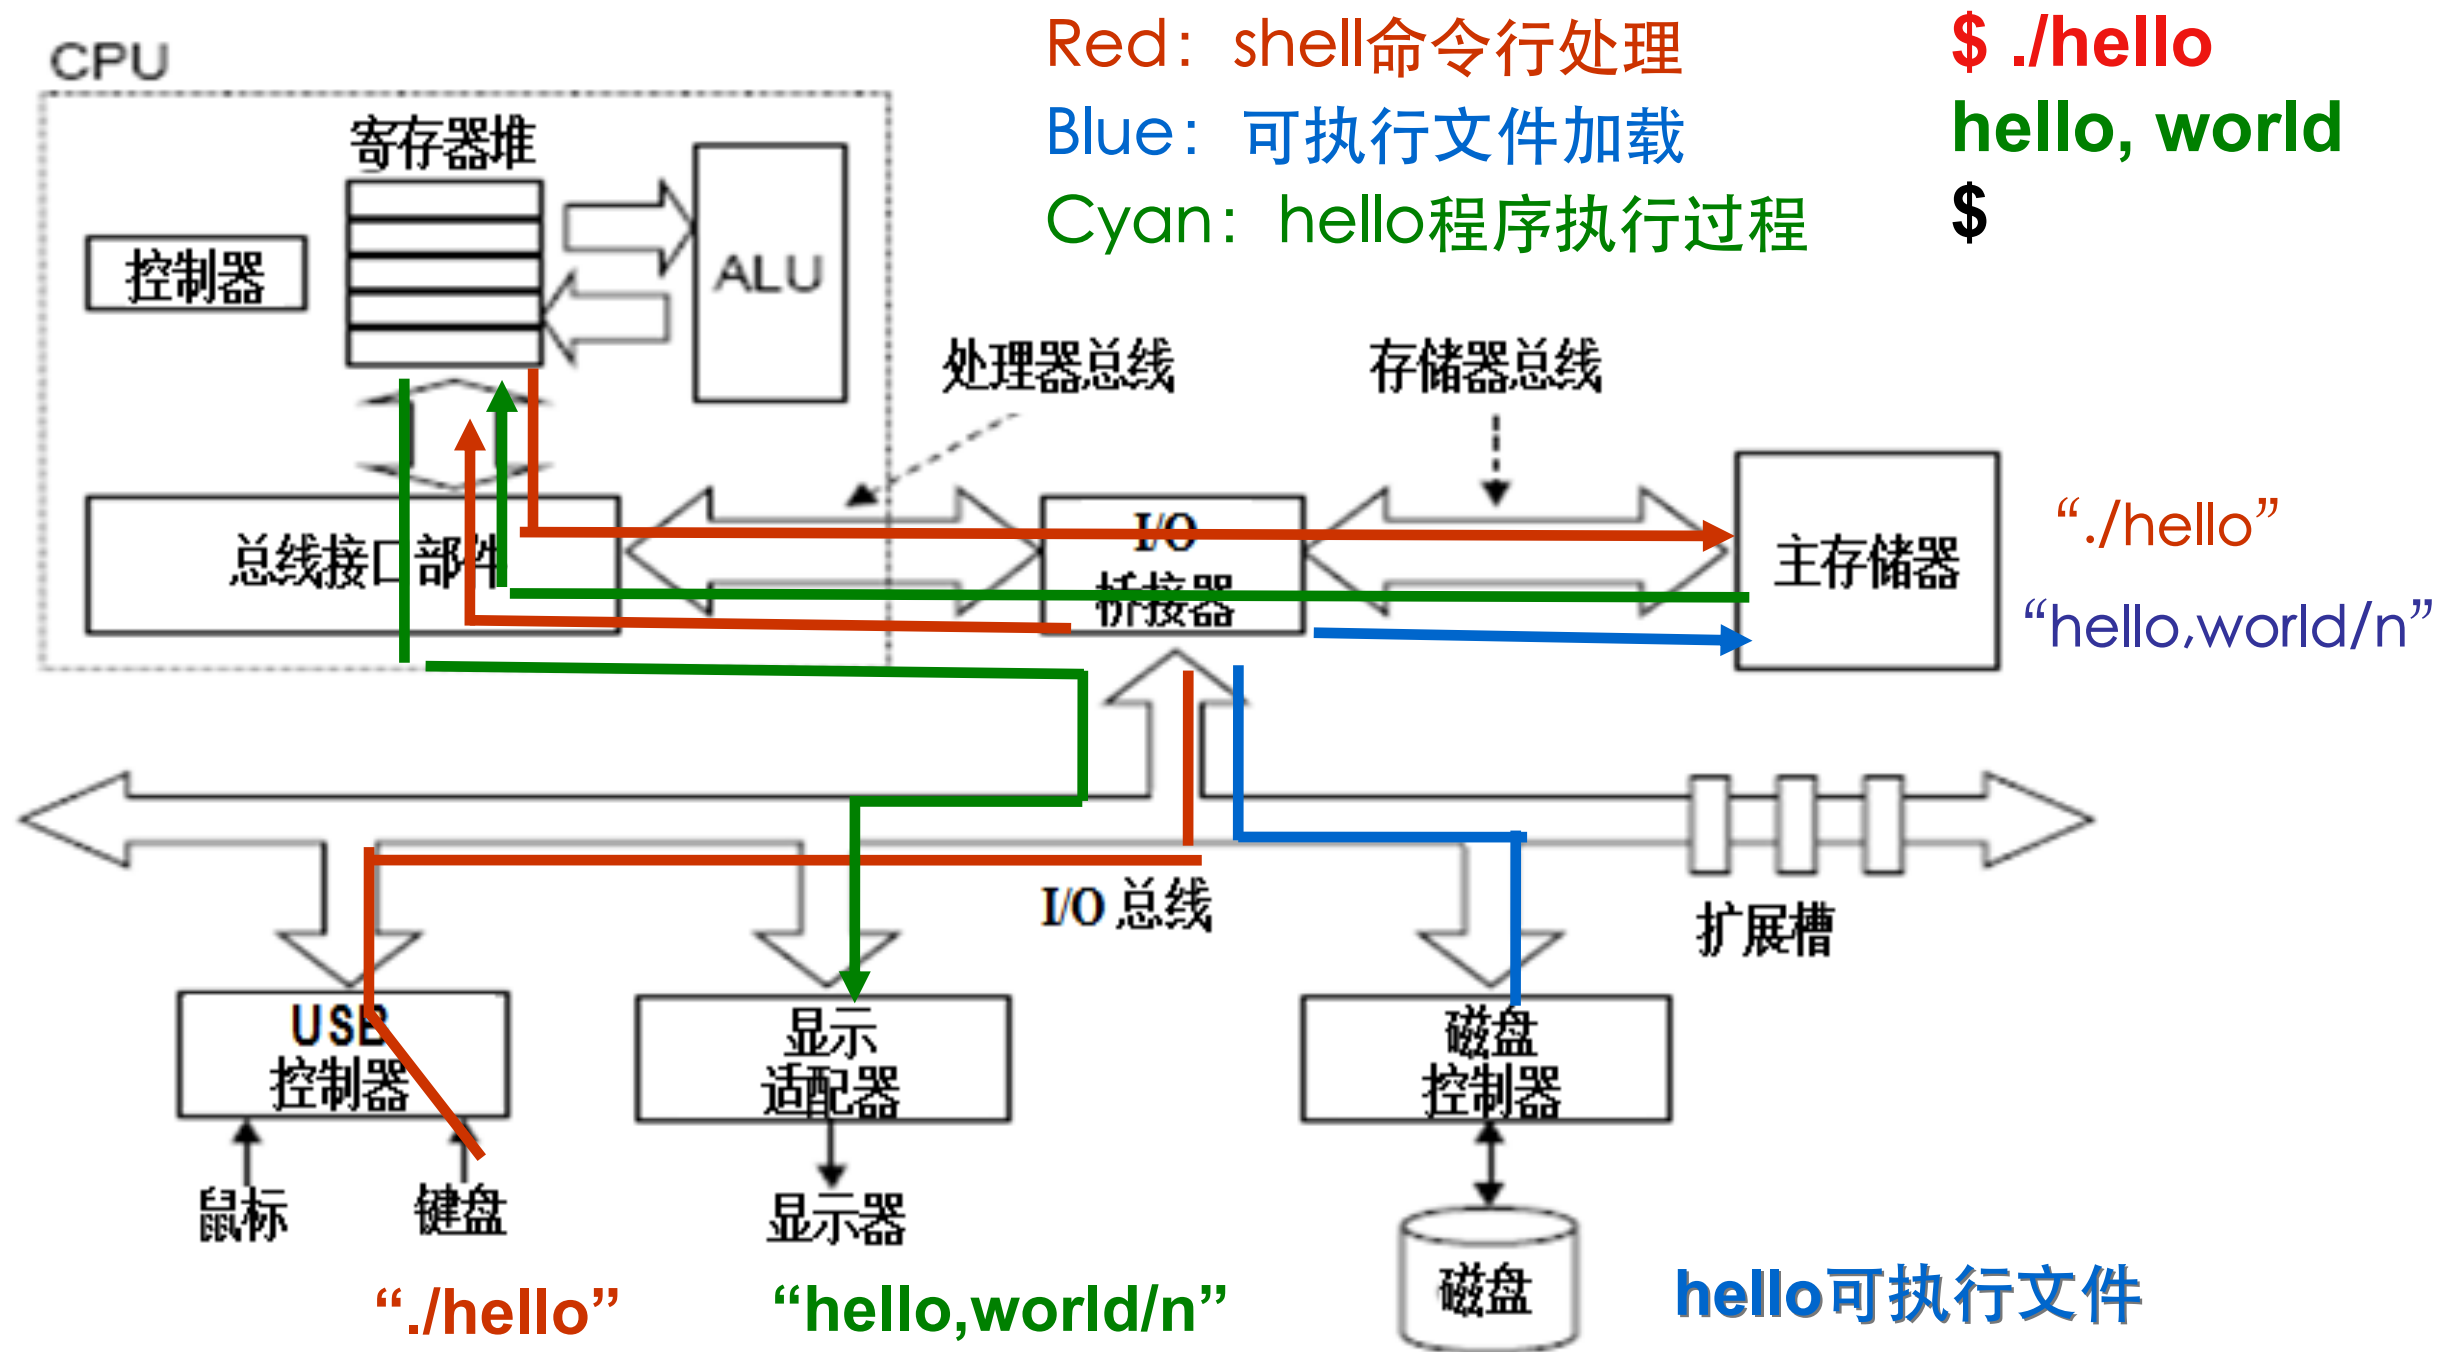 CPU
Red：shell命令行处理
$ ./hello
Blue：可执行文件加载
hello, world
Cyan：hello程序执行过程
$
寄存器堆
控制器
ALU
处理器总线
存储器总线
总线接口部件
I/O
桥接器
主存储器
“./hello”
“hello,world/n”
I/O 总线
扩展槽
USB
控制器
显示
适配器
磁盘
控制器
鼠标
键盘
显示器
磁盘
“./hello”
“hello,world/n”
hello可执行文件